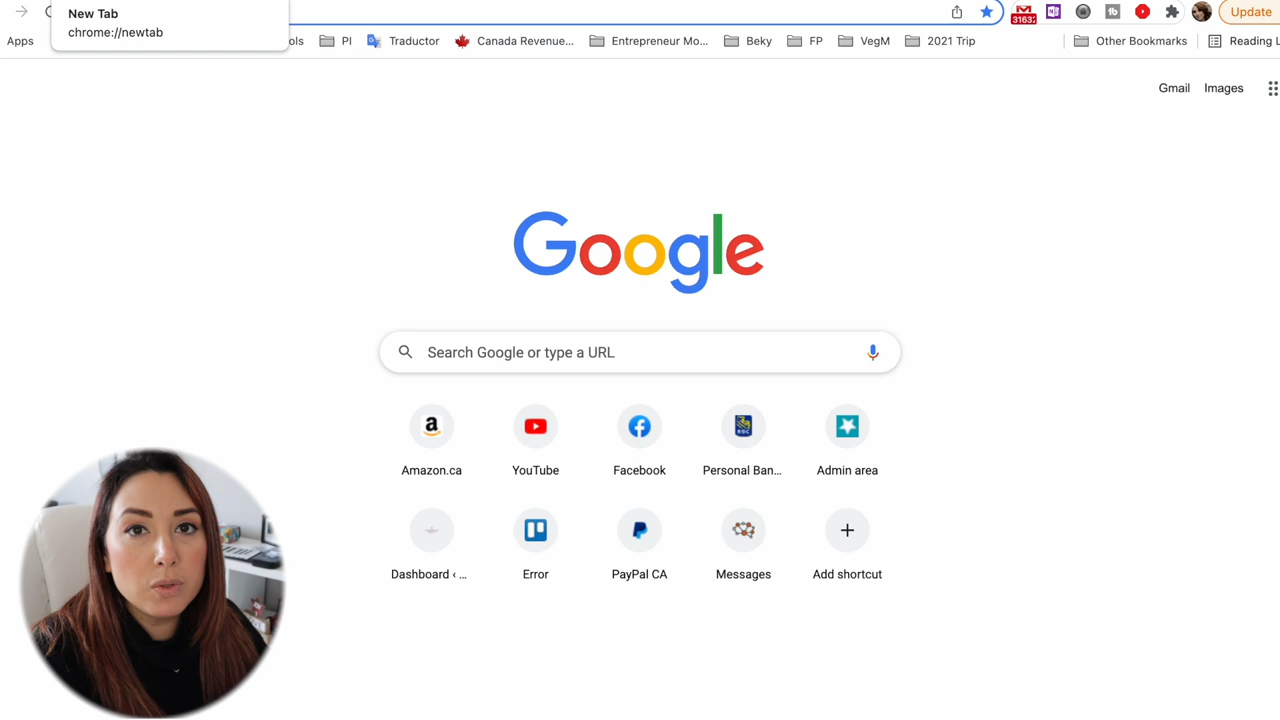 New Tab
chrome://newtab
31632
tb
Update
Apps
ols
PI
Traductor
Canada Revenue...
Entrepreneur Mo...
Beky
FP
VegM
2021 Trip
Other Bookmarks
Reading L
Gmail
Images
Google
Search Google or type a URL
Amazon.ca
YouTube
Facebook
Personal Ban...
Admin area
Dashboard ‹ ...
Error
PayPal CA
Messages
Add shortcut